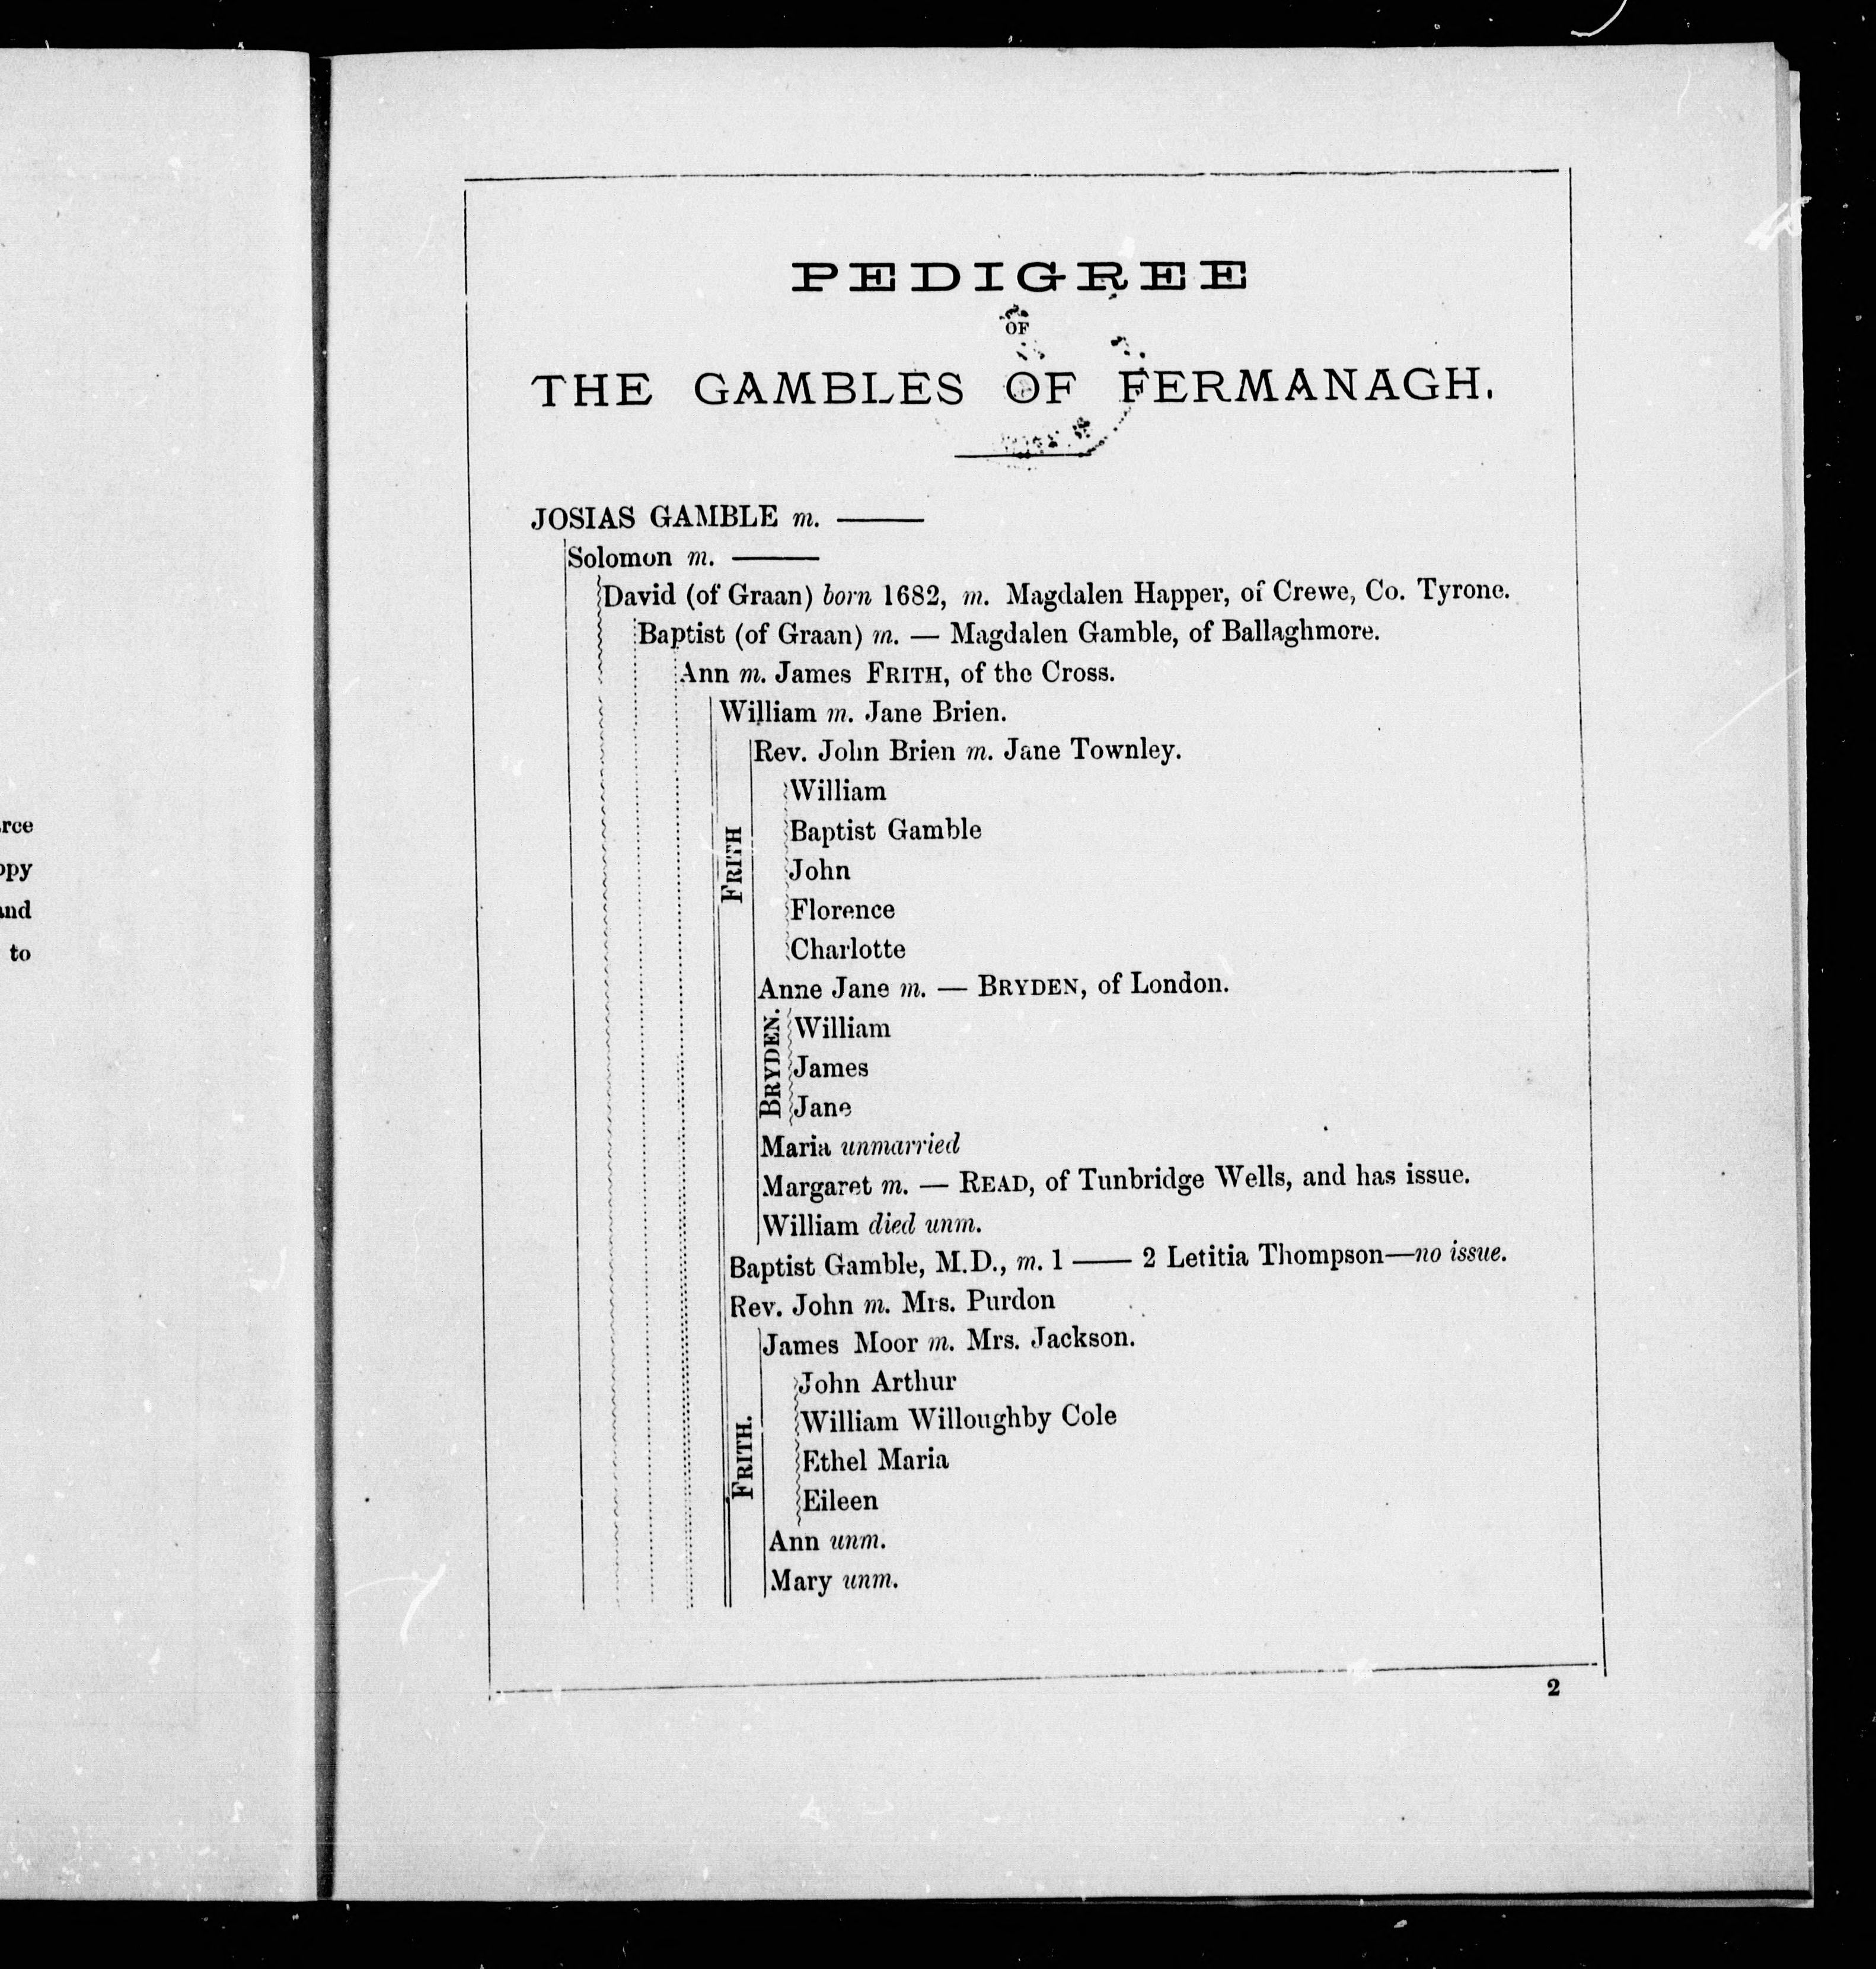 rce
opy
and
to
PEDIGREE
OF
THE GAMBLES OF FERMANAGH.
JOSIAS GAMBLE m. ——
Solomon m. ——
David (of Graan) born 1682, m. Magdalen Happer, of Crewe, Co. Tyrone.
Baptist (of Graan) m. — Magdalen Gamble, of Ballaghmore.
Ann m. James FRITH, of the Cross.
William m. Jane Brien.
Rev. John Brien m. Jane Townley.
William
Baptist Gamble
FRITH
John
Florence
Charlotte
Anne Jane m. — BRYDEN, of London.
William
BRYDEN.
James
Jane
Maria unmarried
Margaret m. — READ, of Tunbridge Wells, and has issue.
William died unm.
Baptist Gamble, M.D., m. 1 —— 2 Letitia Thompson—no issue.
Rev. John m. Mrs. Purdon
James Moor m. Mrs. Jackson.
John Arthur
William Willoughby Cole
FRITH.
Ethel Maria
Eileen
Ann unm.
Mary unm.
2